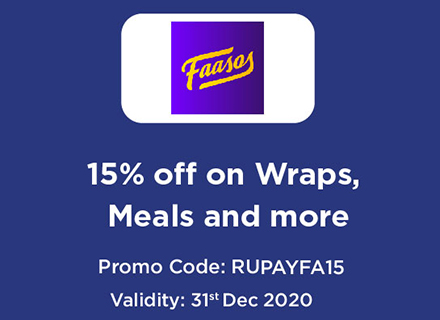 Faasos
15% off on Wraps,
Meals and more
Promo Code: RUPAYFA15
Validity: 31st Dec 2020